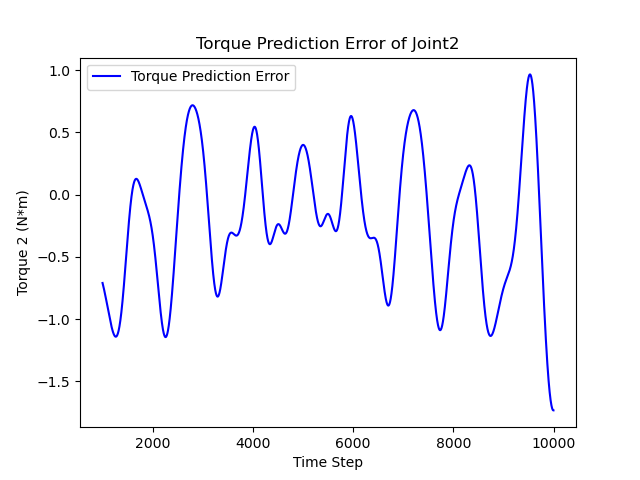 Torque Prediction Error of Joint2
Torque Prediction Error
1.0
0.5
0.0
−0.5
−1.0
−1.5
Torque 2 (N*m)
2000 4000 6000 8000 10000
Time Step